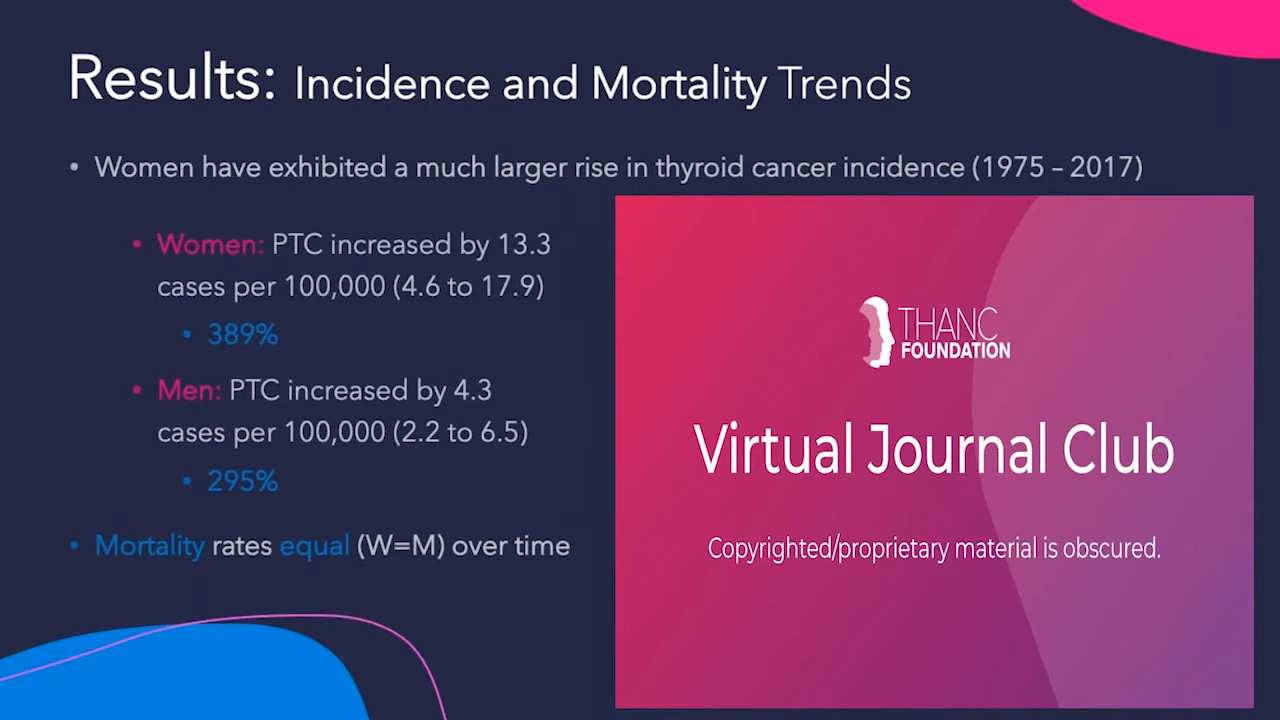 Results: Incidence and Mortality Trends
• Women have exhibited a much larger rise in thyroid cancer incidence (1975 – 2017)
• Women: PTC increased by 13.3
cases per 100,000 (4.6 to 17.9)
• 389%
• Men: PTC increased by 4.3
cases per 100,000 (2.2 to 6.5)
• 295%
• Mortality rates equal (W=M) over time
THANC
FOUNDATION
Virtual Journal Club
Copyrighted/proprietary material is obscured.